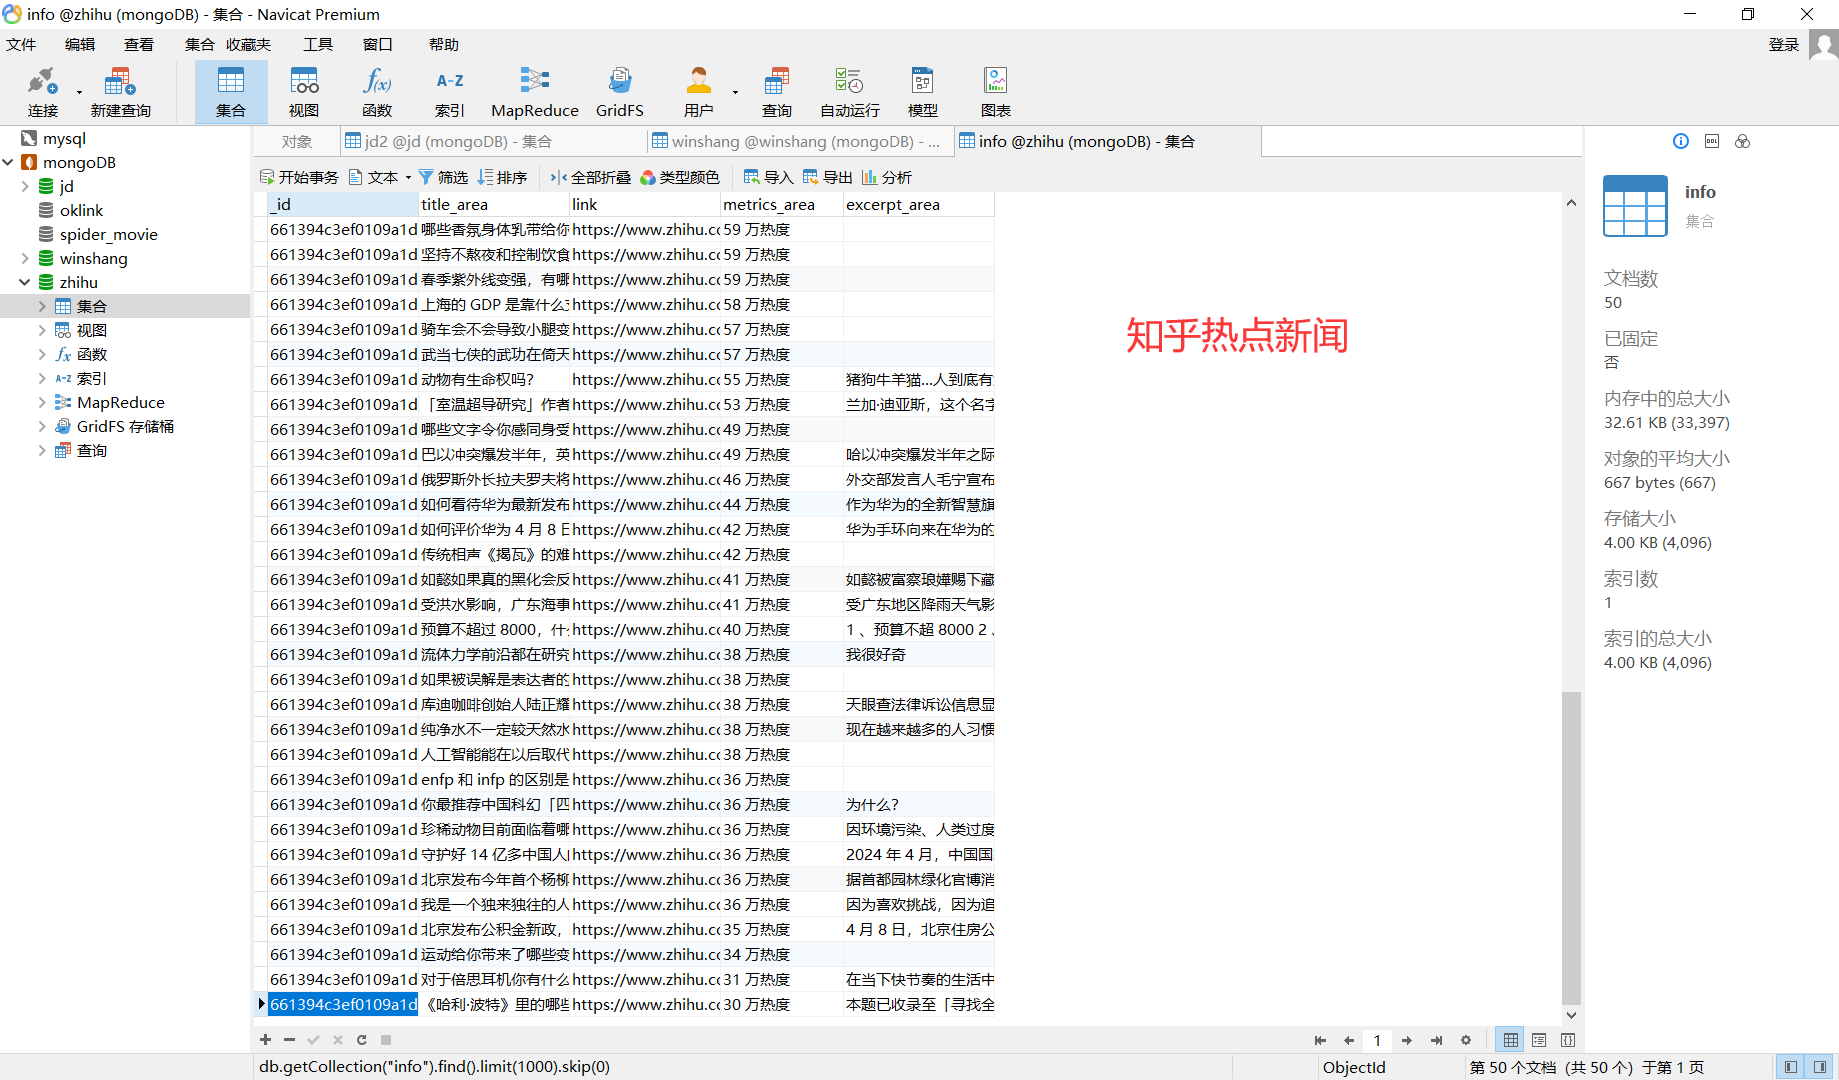 info @zhihu (mongoDB) - 集合 - Navicat Premium
文件 编辑 查看 集合 收藏夹 工具 窗口 帮助 登录
连接 新建查询 集合 视图 函数 索引 MapReduce GridFS 用户 查询 自动运行 模型 图表
mysql
mongoDB
jd
oklink
spider_movie
winshang
zhihu
集合
视图
函数
索引
MapReduce
GridFS 存储桶
查询
对象 jd2 @jd (mongoDB) - 集合 winshang @winshang (mongoDB) - ... info @zhihu (mongoDB) - 集合
开始事务 文本 筛选 排序 全部折叠 类型颜色 导入 导出 分析
_id title_area link metrics_area excerpt_area
661394c3ef0109a1d 哪些香氛身体乳带给你 https://www.zhihu.cc 59 万热度
661394c3ef0109a1d 坚持不熬夜和控制饮食 https://www.zhihu.cc 59 万热度
661394c3ef0109a1d 春季紫外线变强，有哪 https://www.zhihu.cc 59 万热度
661394c3ef0109a1d 上海的 GDP 是靠什么 https://www.zhihu.cc 58 万热度
661394c3ef0109a1d 骑车会不会导致小腿变 https://www.zhihu.cc 57 万热度
661394c3ef0109a1d 武当七侠的武功在倚天 https://www.zhihu.cc 57 万热度
661394c3ef0109a1d 动物有生命权吗？ https://www.zhihu.cc 55 万热度 猪狗牛羊猫...人到底有
661394c3ef0109a1d 「室温超导研究」作者 https://www.zhihu.cc 53 万热度 兰加·迪亚斯，这个名字
661394c3ef0109a1d 哪些文字令你感同身受 https://www.zhihu.cc 49 万热度
661394c3ef0109a1d 巴以冲突爆发半年，英 https://www.zhihu.cc 49 万热度 哈以冲突爆发半年之际
661394c3ef0109a1d 俄罗斯外长拉夫罗夫将 https://www.zhihu.cc 46 万热度 外交部发言人毛宁宣布
661394c3ef0109a1d 如何看待华为最新发布 https://www.zhihu.cc 44 万热度 作为华为的全新智慧旗
661394c3ef0109a1d 如何评价华为 4 月 8 日 https://www.zhihu.cc 42 万热度 华为手环向来在华为的
661394c3ef0109a1d 传统相声《揭瓦》的难 https://www.zhihu.cc 42 万热度
661394c3ef0109a1d 如懿如果真的黑化会反 https://www.zhihu.cc 41 万热度 如懿被富察琅嬅赐下藏
661394c3ef0109a1d 受洪水影响，广东海事 https://www.zhihu.cc 41 万热度 受广东地区降雨天气影
661394c3ef0109a1d 预算不超过 8000，什么 https://www.zhihu.cc 40 万热度 1 、预算不超 8000 2 、
661394c3ef0109a1d 流体力学前沿都在研究 https://www.zhihu.cc 38 万热度 我很好奇
661394c3ef0109a1d 如果被误解是表达者的 https://www.zhihu.cc 38 万热度
661394c3ef0109a1d 库迪咖啡创始人陆正耀 https://www.zhihu.cc 38 万热度 天眼查法律诉讼信息显
661394c3ef0109a1d 纯净水不一定较天然水 https://www.zhihu.cc 38 万热度 现在越来越多的人习惯
661394c3ef0109a1d 人工智能能在以后取代 https://www.zhihu.cc 38 万热度
661394c3ef0109a1d enfp 和 infp 的区别是 https://www.zhihu.cc 36 万热度
661394c3ef0109a1d 你最推荐中国科幻「四 https://www.zhihu.cc 36 万热度 为什么？
661394c3ef0109a1d 珍稀动物目前面临着哪 https://www.zhihu.cc 36 万热度 因环境污染、人类过度
661394c3ef0109a1d 守护好 14 亿多中国人 https://www.zhihu.cc 36 万热度 2024 年 4 月，中国国
661394c3ef0109a1d 北京发布今年首个杨柳 https://www.zhihu.cc 36 万热度 据首都园林绿化官博消
661394c3ef0109a1d 我是一个独来独往的人 https://www.zhihu.cc 36 万热度 因为喜欢挑战，因为追
661394c3ef0109a1d 北京发布公积金新政， https://www.zhihu.cc 35 万热度 4 月 8 日，北京住房公
661394c3ef0109a1d 运动给你带来了哪些变 https://www.zhihu.cc 34 万热度
661394c3ef0109a1d 对于倍思耳机你有什么 https://www.zhihu.cc 31 万热度 在当下快节奏的生活中
661394c3ef0109a1d 《哈利·波特》里的哪些 https://www.zhihu.cc 30 万热度 本题已收录至「寻找全
知乎热点新闻
info
集合
文档数
50
已固定
否
内存中的总大小
32.61 KB (33,397)
对象的平均大小
667 bytes (667)
存储大小
4.00 KB (4,096)
索引数
1
索引的总大小
4.00 KB (4,096)
1
db.getCollection("info").find().limit(1000).skip(0) ObjectId 第 50 个文档 (共 50 个) 于第 1 页